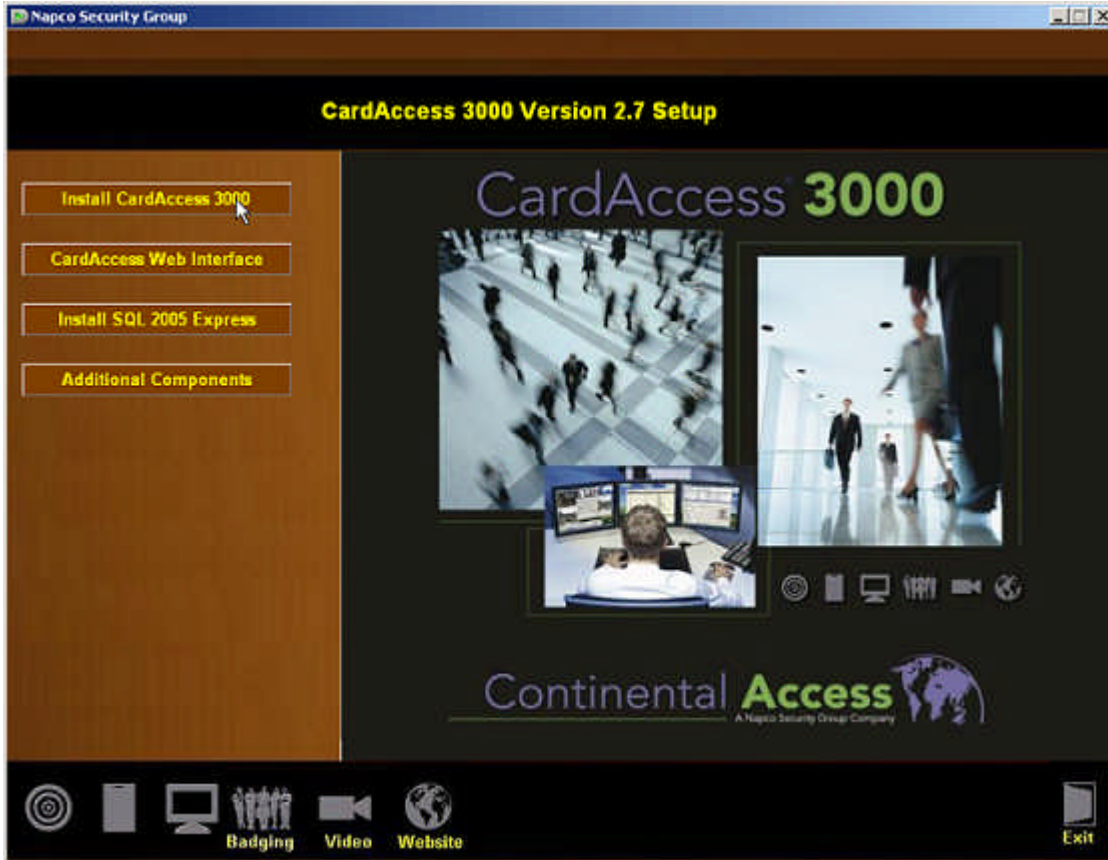 Napco Security Group
CardAccess 3000 Version 2.7 Setup
Install CardAccess 3000
CardAccess Web Interface
Install SQL 2005 Express
Additional Components
CardAccess 3000
Continental Access
A Napco Security Group Company
Badging
Video
Website
Exit